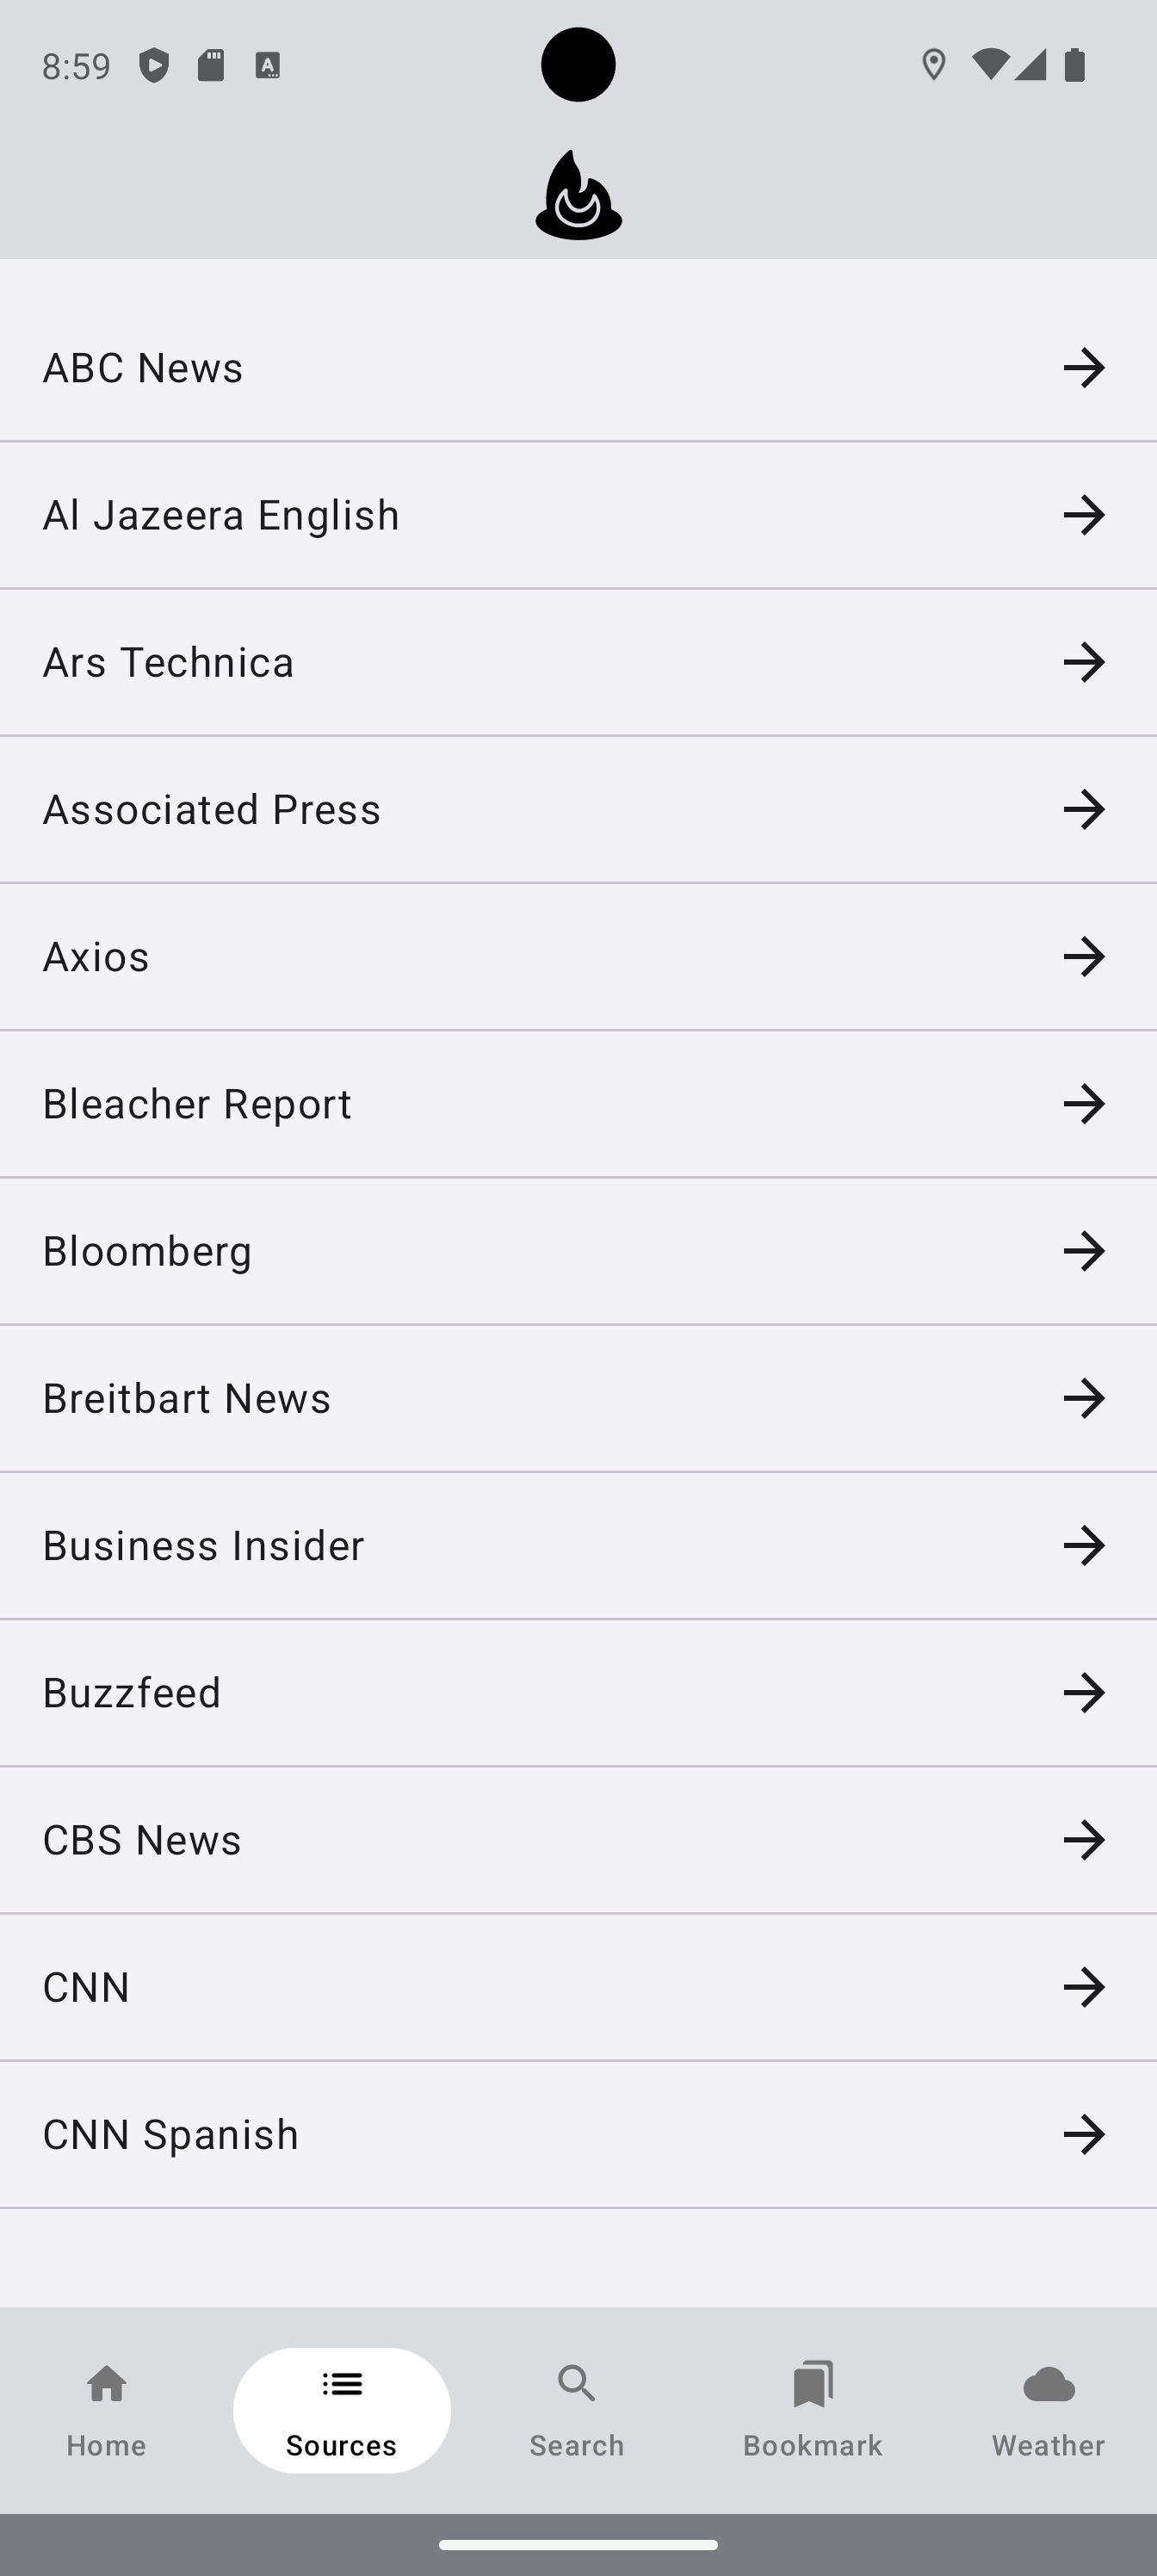 8:59
ABC News
Al Jazeera English
Ars Technica
Associated Press
Axios
Bleacher Report
Bloomberg
Breitbart News
Business Insider
Buzzfeed
CBS News
CNN
CNN Spanish
Home
Sources
Search
Bookmark
Weather